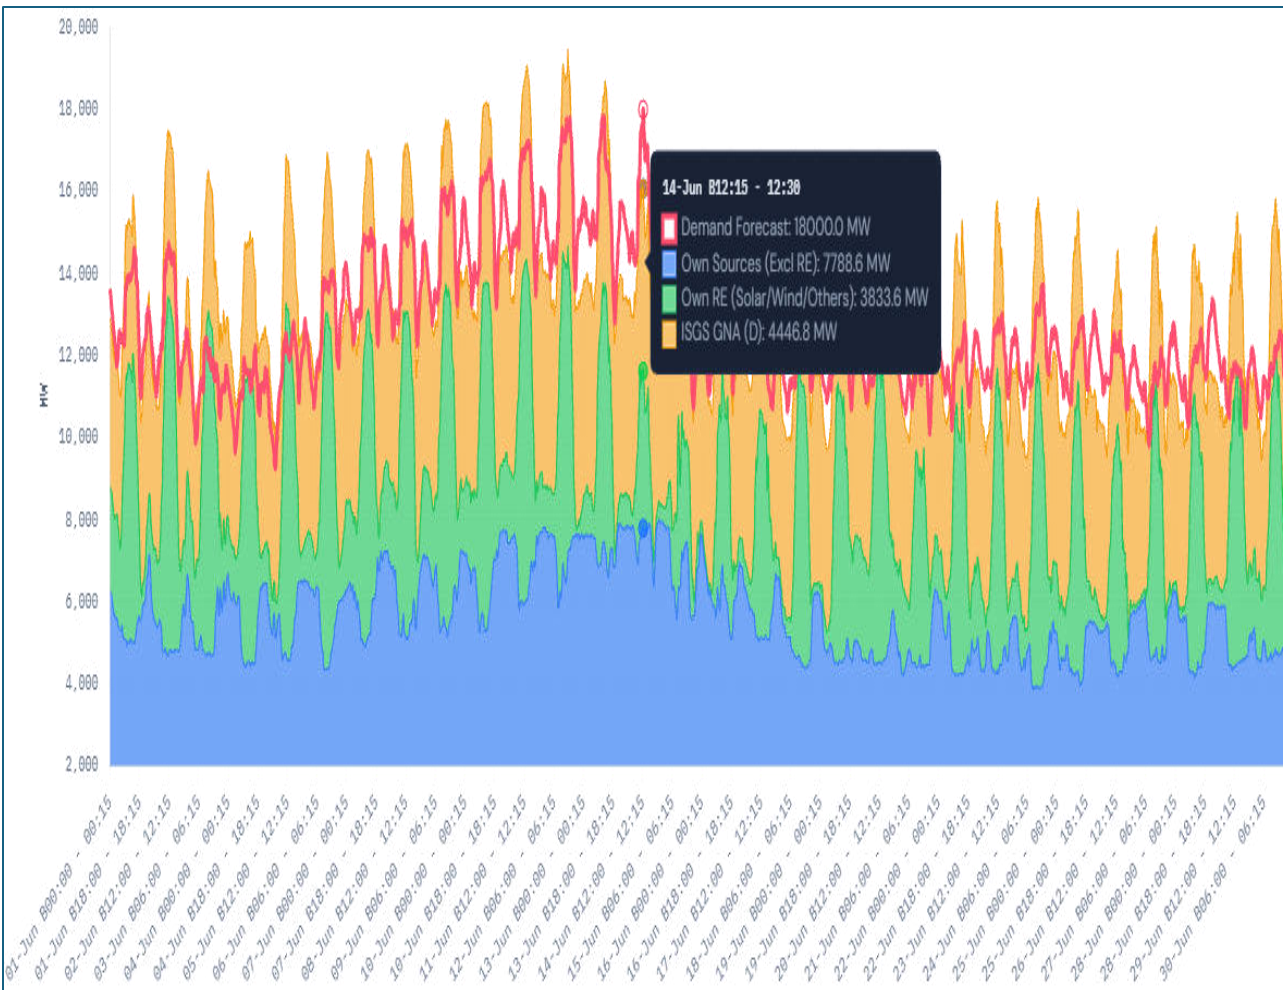 20,000
18,000
16,000
14,000
12,000
10,000
8,000
6,000
4,000
2,000
MW
14-Jun B12:15 - 12:30
Demand Forecast: 18000.0 MW
Own Sources (Excl RE): 7788.6 MW
Own RE (Solar/Wind/Others): 3833.6 MW
ISGS GNA (D): 4446.8 MW
01-Jun B00:00 - 00:15
01-Jun B18:00 - 18:15
02-Jun B12:00 - 12:15
03-Jun B06:00 - 06:15
04-Jun B00:00 - 00:15
04-Jun B18:00 - 18:15
05-Jun B12:00 - 12:15
06-Jun B06:00 - 06:15
07-Jun B00:00 - 00:15
07-Jun B18:00 - 18:15
08-Jun B12:00 - 12:15
09-Jun B06:00 - 06:15
10-Jun B00:00 - 00:15
10-Jun B18:00 - 18:15
11-Jun B12:00 - 12:15
12-Jun B06:00 - 06:15
13-Jun B00:00 - 00:15
13-Jun B18:00 - 18:15
14-Jun B12:00 - 12:15
15-Jun B06:00 - 06:15
16-Jun B00:00 - 00:15
16-Jun B18:00 - 18:15
17-Jun B12:00 - 12:15
18-Jun B06:00 - 06:15
19-Jun B00:00 - 00:15
19-Jun B18:00 - 18:15
20-Jun B12:00 - 12:15
21-Jun B06:00 - 06:15
22-Jun B00:00 - 00:15
22-Jun B18:00 - 18:15
23-Jun B12:00 - 12:15
24-Jun B06:00 - 06:15
25-Jun B00:00 - 00:15
25-Jun B18:00 - 18:15
26-Jun B12:00 - 12:15
27-Jun B06:00 - 06:15
28-Jun B00:00 - 00:15
28-Jun B18:00 - 18:15
29-Jun B12:00 - 12:15
30-Jun B06:00 - 06:15